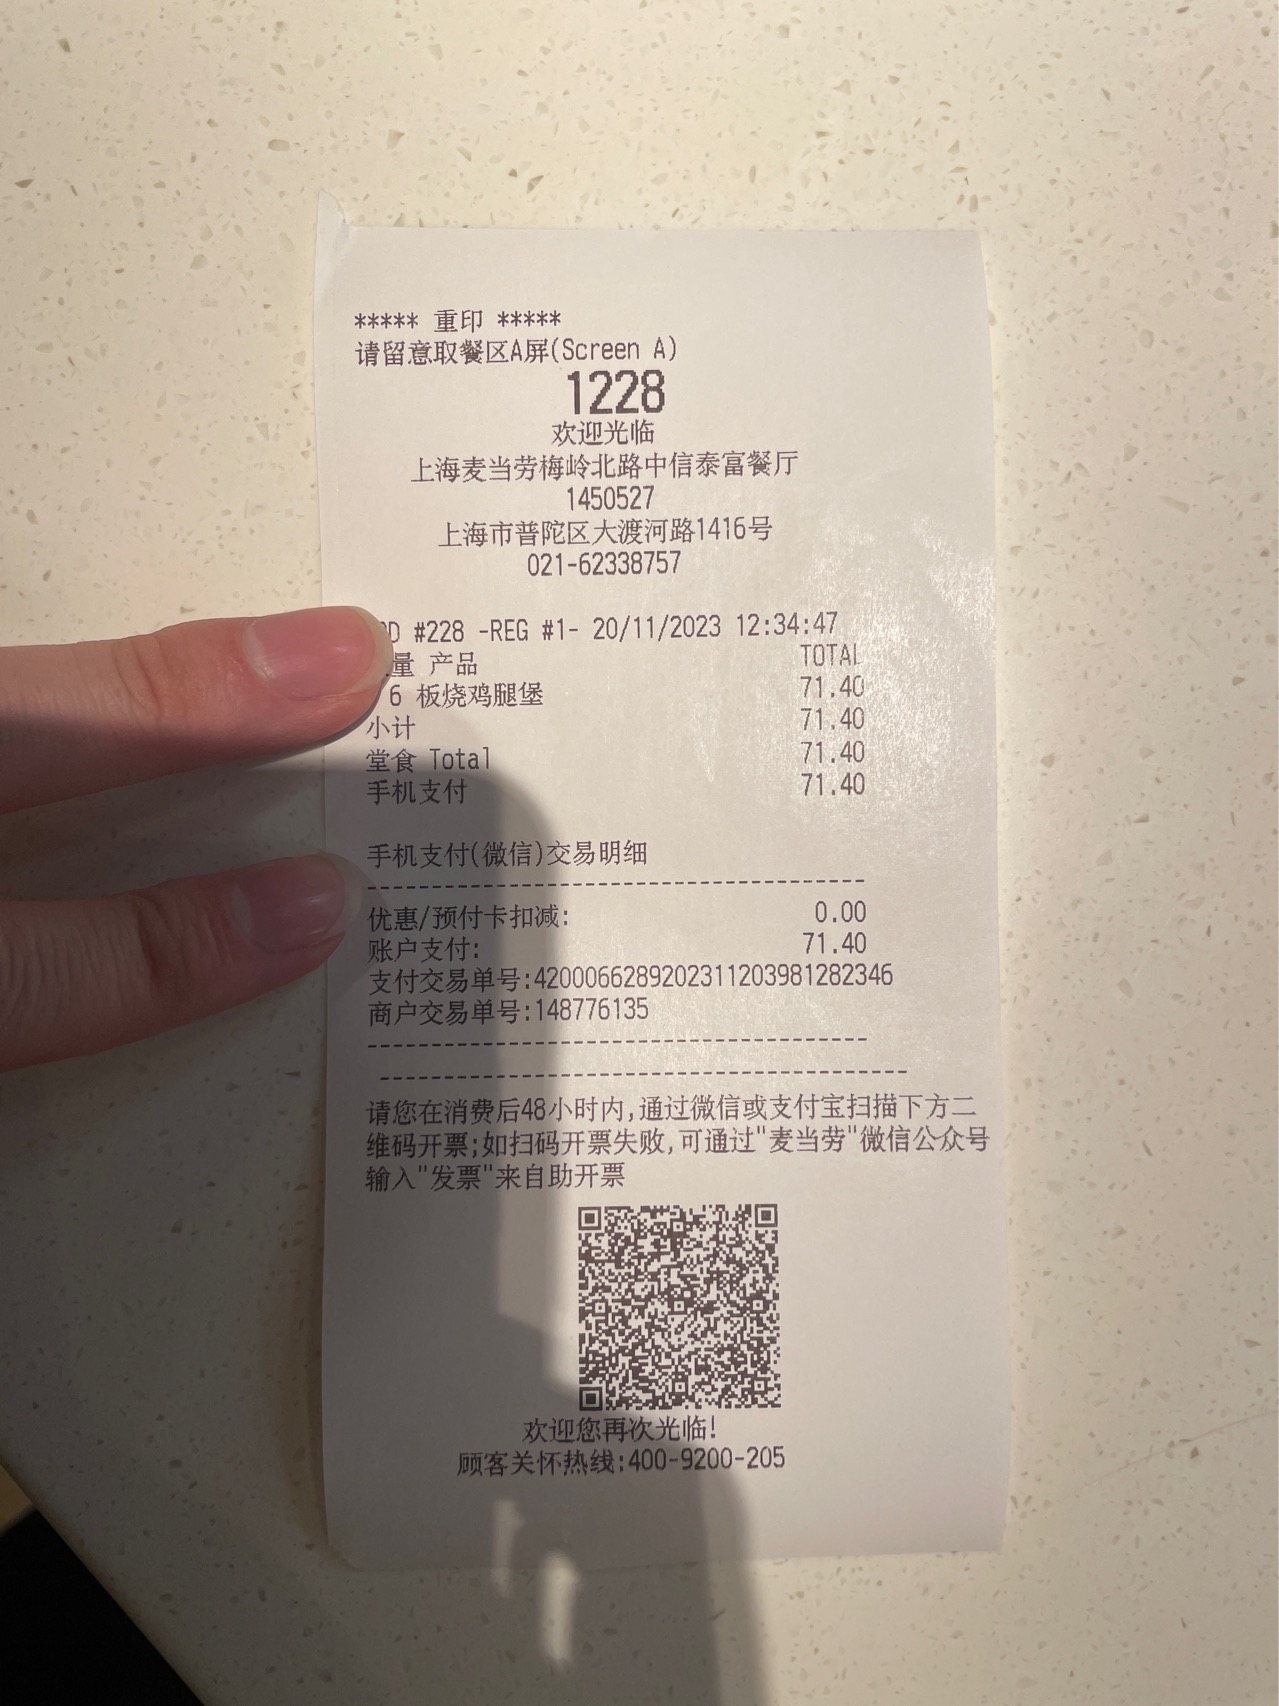 ***** 重印 *****
请留意取餐区A屏(Screen A)
1228
欢迎光临
上海麦当劳梅岭北路中信泰富餐厅
1450527
上海市普陀区大渡河路1416号
021-62338757
#228 -REG #1- 20/11/2023 12:34:47
量 产品 TOTAL
6 板烧鸡腿堡 71.40
小计 71.40
堂食 Total 71.40
手机支付 71.40
手机支付(微信)交易明细
---------------------------------------
优惠/预付卡扣减: 0.00
账户支付: 71.40
支付交易单号:4200066289202311203981282346
商户交易单号:148776135
---------------------------------------
-----------------------------------------
请您在消费后48小时内,通过微信或支付宝扫描下方二
维码开票;如扫码开票失败,可通过"麦当劳"微信公众号
输入"发票"来自助开票
欢迎您再次光临!
顾客关怀热线:400-9200-205